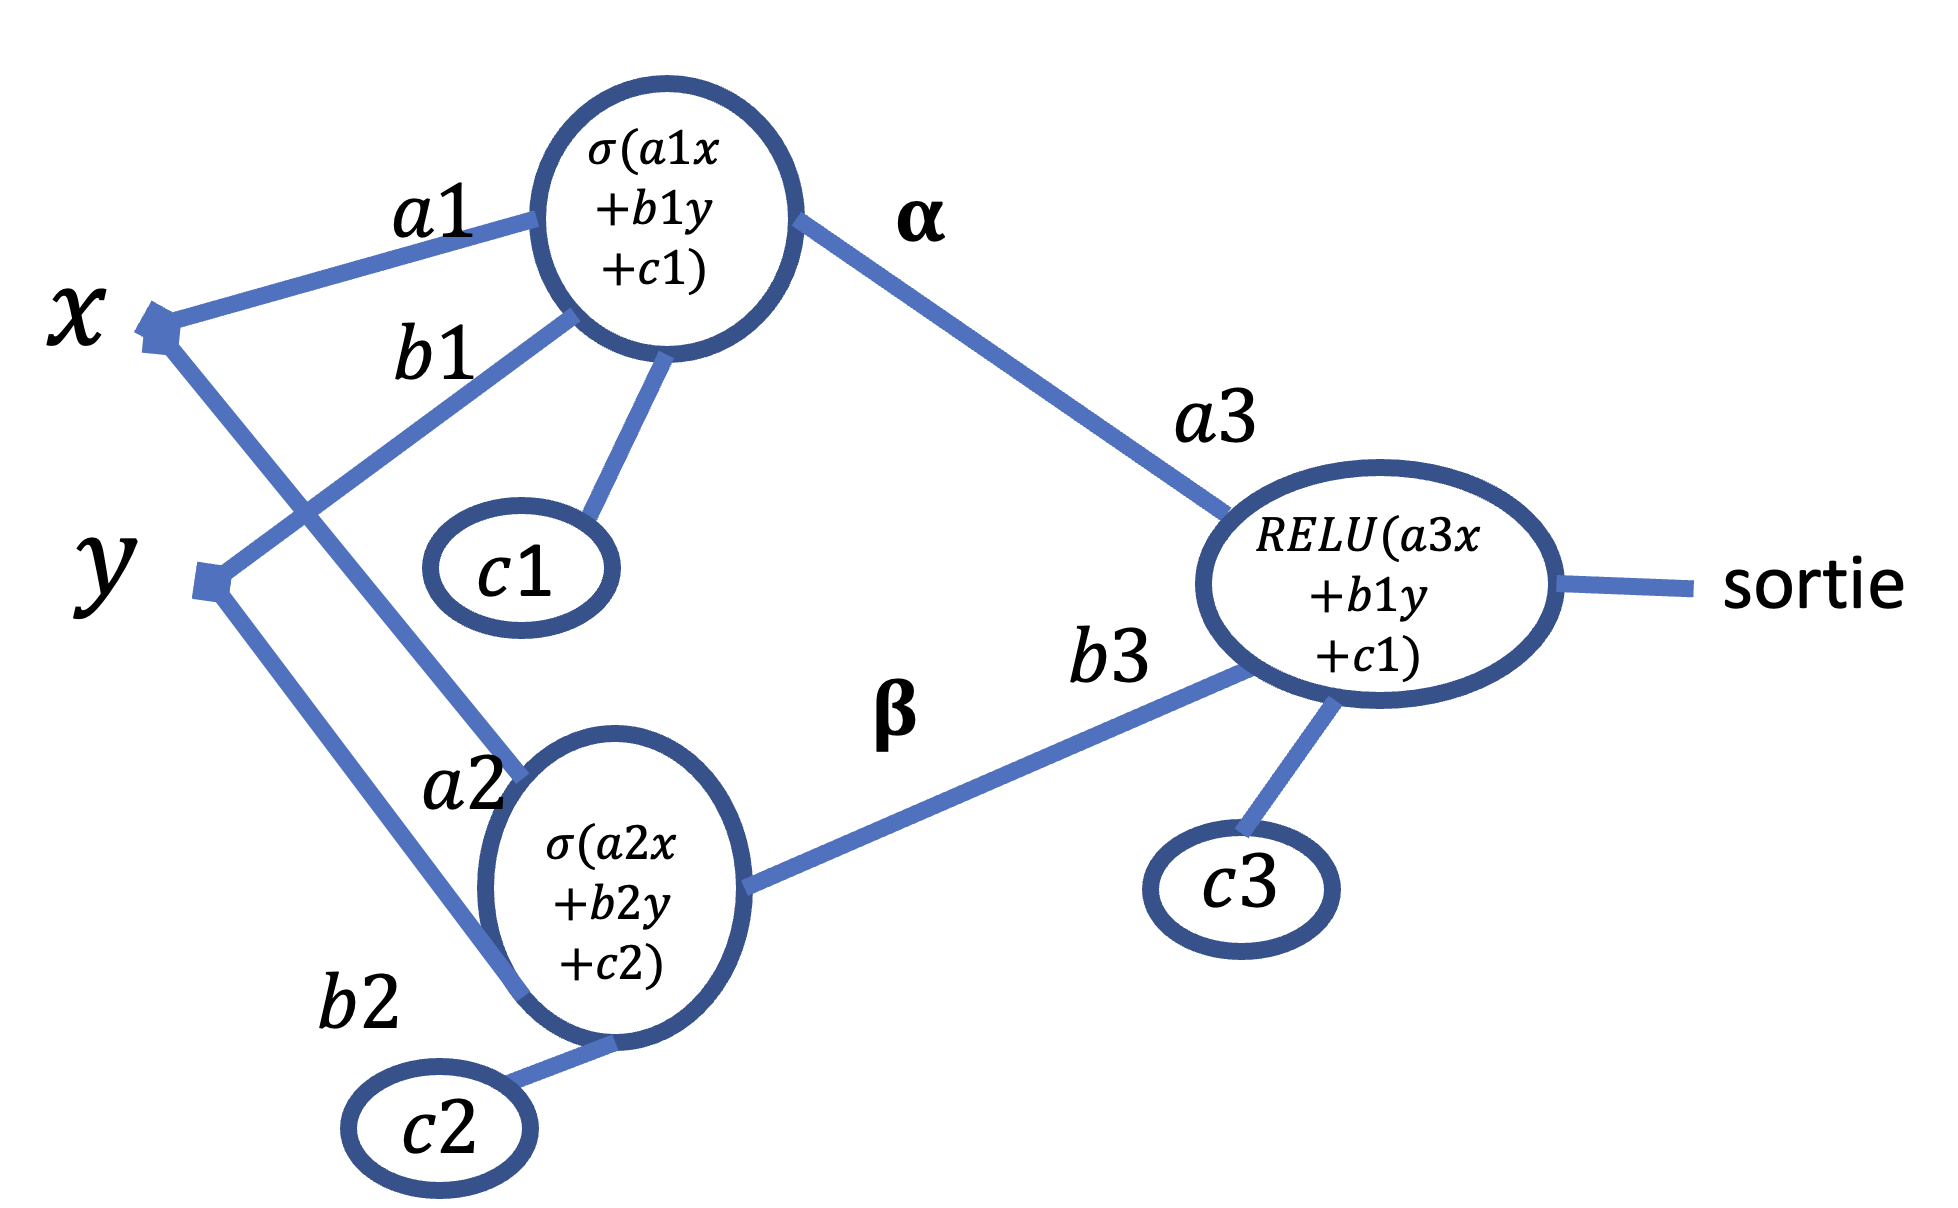 σ(a1x
+b1y
+c1)
a1
α
x
b1
a3
y
c1
RELU(a3x
+b1y
+c1)
sortie
b3
β
a2
σ(a2x
+b2y
+c2)
c3
b2
c2